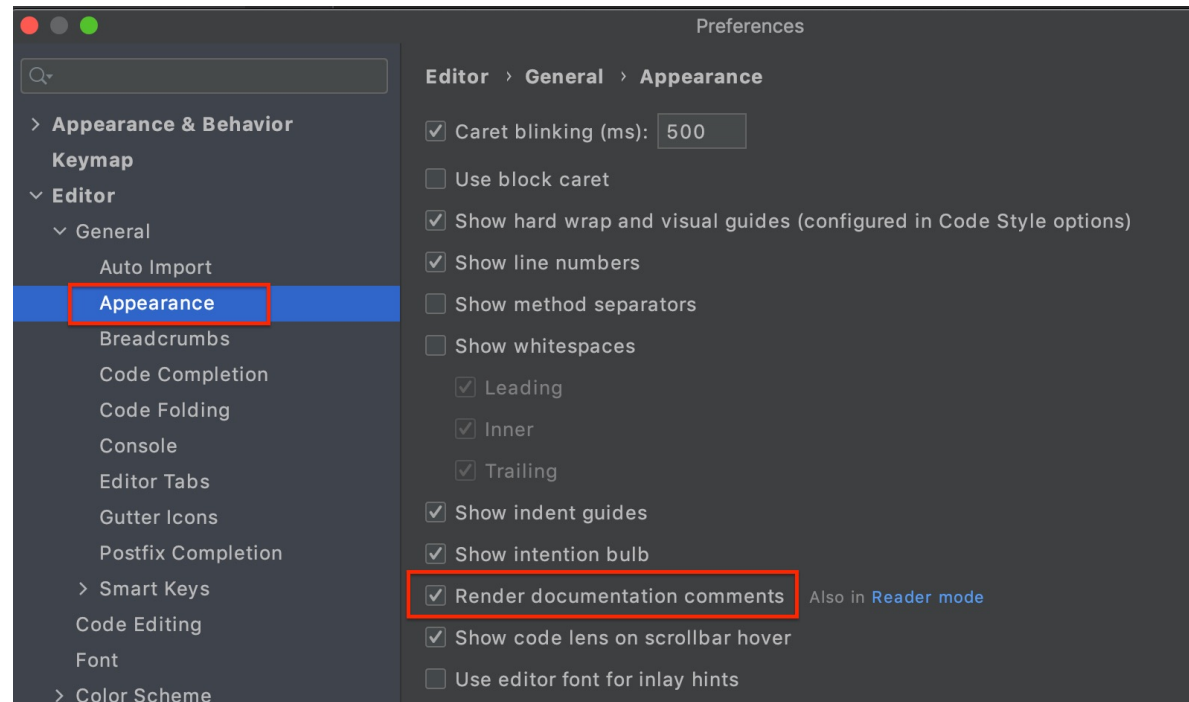 Preferences
Appearance & Behavior
Keymap
Editor
General
Auto Import
Appearance
Breadcrumbs
Code Completion
Code Folding
Console
Editor Tabs
Gutter Icons
Postfix Completion
Smart Keys
Code Editing
Font
Color Scheme
Editor › General › Appearance
Caret blinking (ms): 500
Use block caret
Show hard wrap and visual guides (configured in Code Style options)
Show line numbers
Show method separators
Show whitespaces
Leading
Inner
Trailing
Show indent guides
Show intention bulb
Render documentation comments Also in Reader mode
Show code lens on scrollbar hover
Use editor font for inlay hints